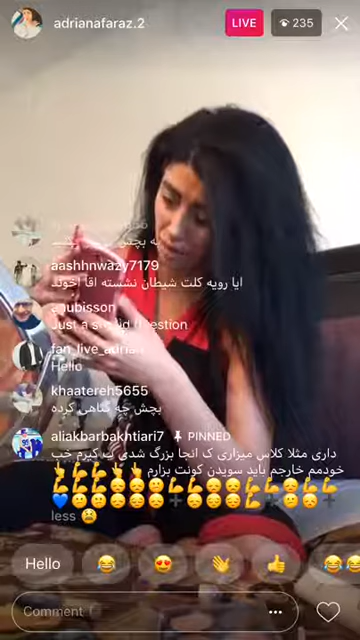 adrianafaraz.2
LIVE
235
aashhnwazy7179
ایا رویه کلت شیطان نشسته اقا اخوند
anubisson
Just a question
fan_live_adrian
Hello
khaatereh5655
بچش چه گناهی کرده
aliakbarbakhtiari7 PINNED
داری مثلا کلاس میزاری ک انجا بزرگ شدی خب
خودمم خارجم باید سویدن کونت بزارم
less
Hello
Comment